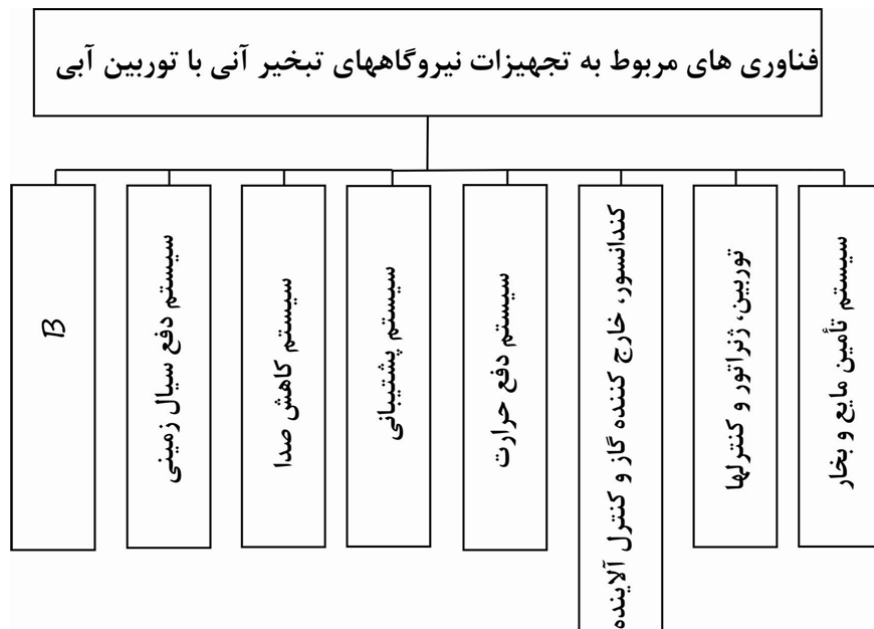 فناوری های مربوط به تجهیزات نیروگاههای تبخیر آنی با توربین آبی
سیستم تأمین مایع و بخار
توربین، ژنراتور و کنترلها
کندانسور، خارج کننده گاز و کنترل آلاینده
سیستم دفع حرارت
سیستم پشتیبانی
سیستم کاهش صدا
سیستم دفع سیال زمینی
B